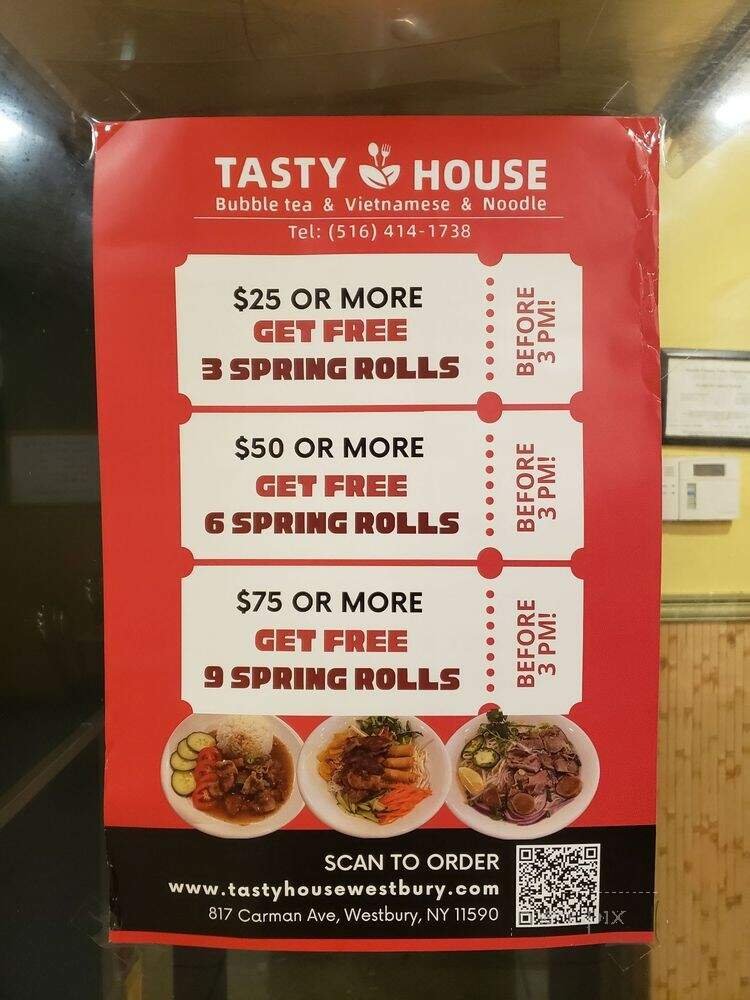 TASTY HOUSE
Bubble tea & Vietnamese & Noodle
Tel: (516) 414-1738
$25 OR MORE
GET FREE
3 SPRING ROLLS
BEFORE
3 PM!
$50 OR MORE
GET FREE
6 SPRING ROLLS
BEFORE
3 PM!
$75 OR MORE
GET FREE
9 SPRING ROLLS
BEFORE
3 PM!
SCAN TO ORDER
www.tastyhousewestbury.com
817 Carman Ave, Westbury, NY 11590